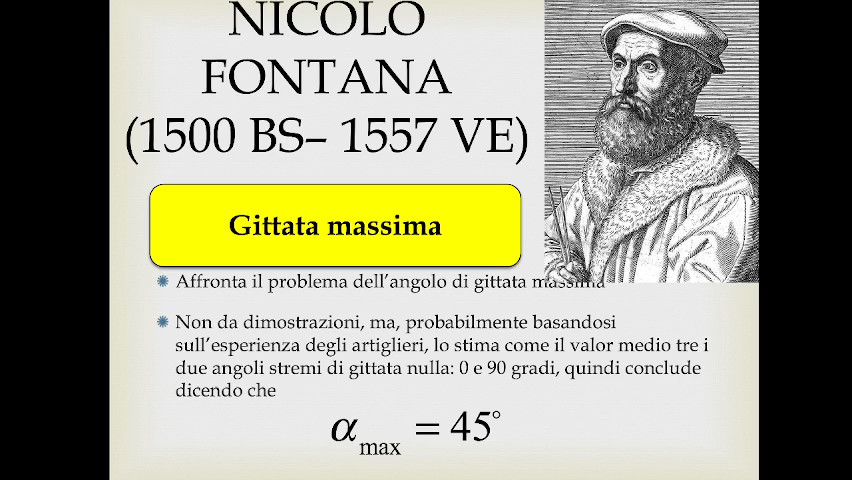 NICOLO
FONTANA
(1500 BS– 1557 VE)
Gittata massima
Affronta il problema dell'angolo di gittata massima
Non da dimostrazioni, ma, probabilmente basandosi
sull'esperienza degli artiglieri, lo stima come il valor medio tre i
due angoli stremi di gittata nulla: 0 e 90 gradi, quindi conclude
dicendo che
α_max = 45°